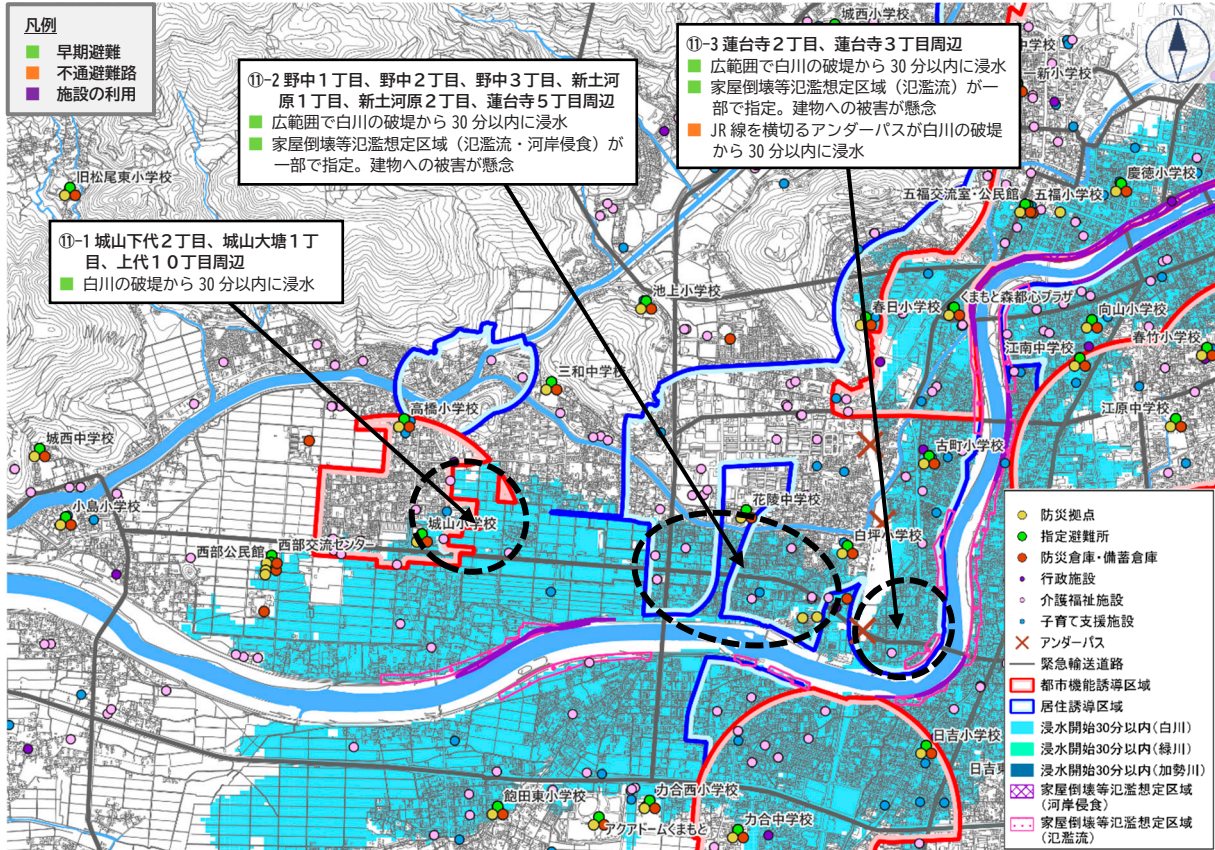 凡例
早期避難
不通避難路
施設の利用
⑪-2 野中1丁目、野中2丁目、野中3丁目、新土河
原1丁目、新土河原2丁目、蓮台寺5丁目周辺
広範囲で白川の破堤から 30 分以内に浸水
家屋倒壊等氾濫想定区域（氾濫流・河岸侵食）が
一部で指定。建物への被害が懸念
⑪-3 蓮台寺2丁目、蓮台寺3丁目周辺
広範囲で白川の破堤から 30 分以内に浸水
家屋倒壊等氾濫想定区域（氾濫流）が一
部で指定。建物への被害が懸念
JR 線を横切るアンダーパスが白川の破堤
から 30 分以内に浸水
⑪-1 城山下代2丁目、城山大塘1丁
目、上代10丁目周辺
白川の破堤から 30 分以内に浸水
N
城西小学校
中学校
一新小学校
慶徳小学校
五福交流室・公民館
五福小学校
旧松尾東小学校
池上小学校
春日小学校
くまもと森都心プラザ
向山小学校
江南中学校
春竹小学校
三和中学校
高橋小学校
江原中学校
城西中学校
古町小学校
小島小学校
城山小学校
花陵中学校
白坪小学校
西部公民館
西部交流センター
日吉小学校
日吉東
飽田東小学校
力合西小学校
アクアドームくまもと
力合中学校
防災拠点
指定避難所
防災倉庫・備蓄倉庫
行政施設
介護福祉施設
子育て支援施設
アンダーパス
緊急輸送道路
都市機能誘導区域
居住誘導区域
浸水開始30分以内(白川)
浸水開始30分以内(緑川)
浸水開始30分以内(加勢川)
家屋倒壊等氾濫想定区域
(河岸侵食)
家屋倒壊等氾濫想定区域
(氾濫流)